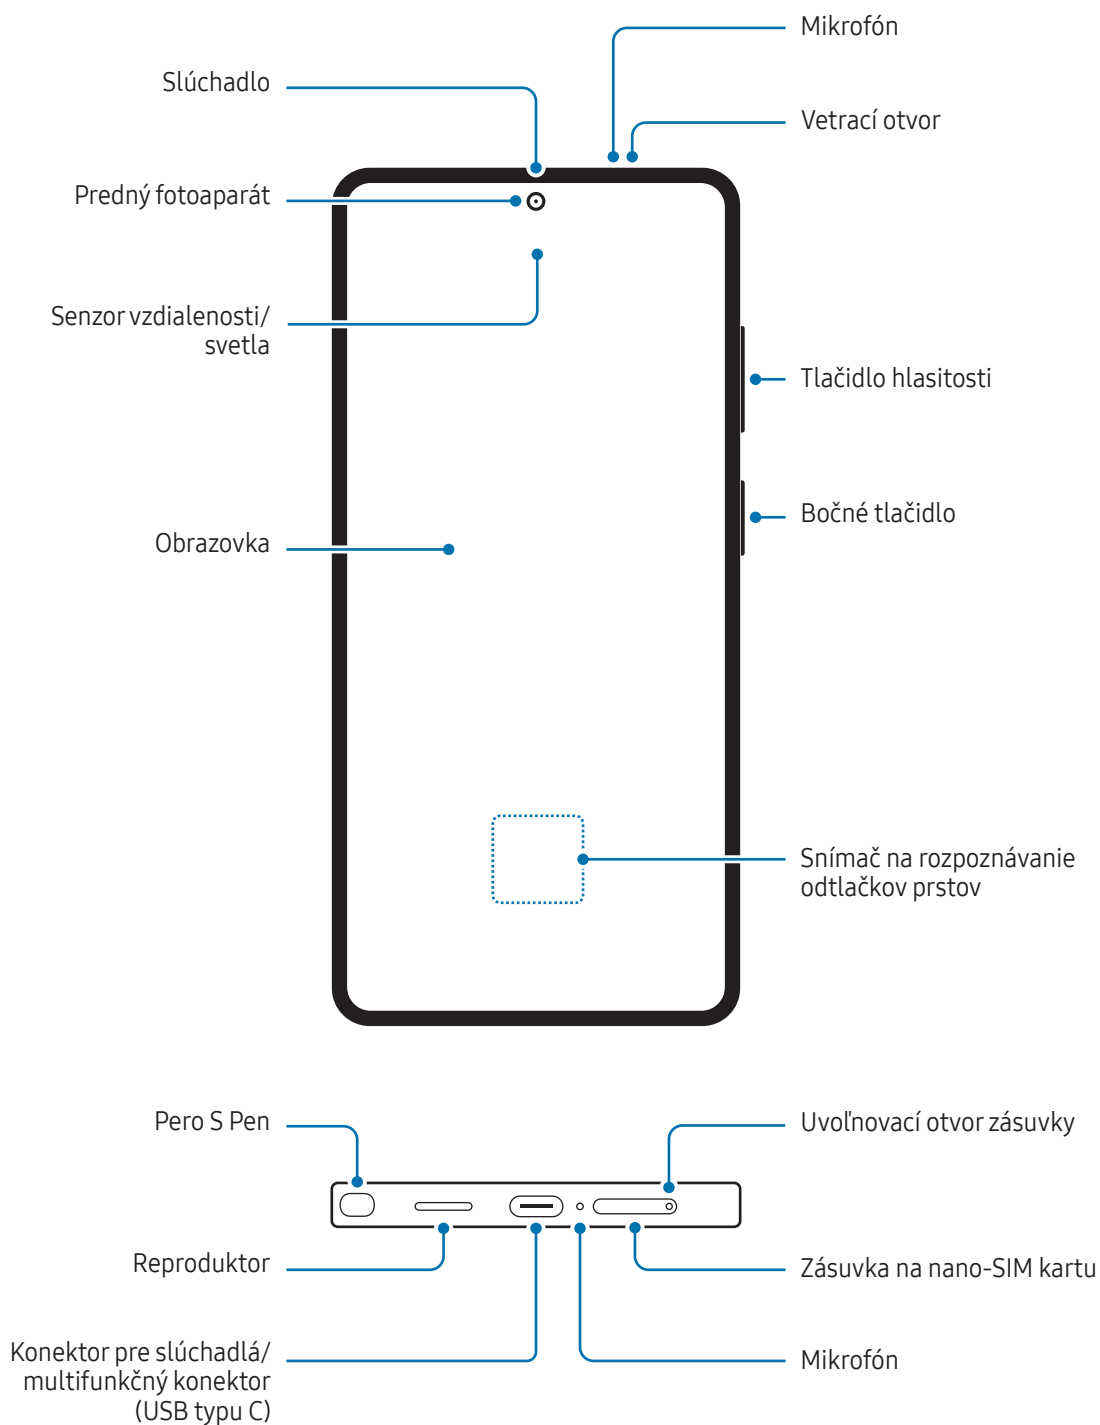 Mikrofón
Slúchadlo
Vetrací otvor
Predný fotoaparát
Senzor vzdialenosti/
svetla
Tlačidlo hlasitosti
Bočné tlačidlo
Obrazovka
Snímač na rozpoznávanie
odtlačkov prstov
Pero S Pen
Uvoľnovací otvor zásuvky
Reproduktor
Zásuvka na nano-SIM kartu
Konektor pre slúchadlá/
multifunkčný konektor
(USB typu C)
Mikrofón